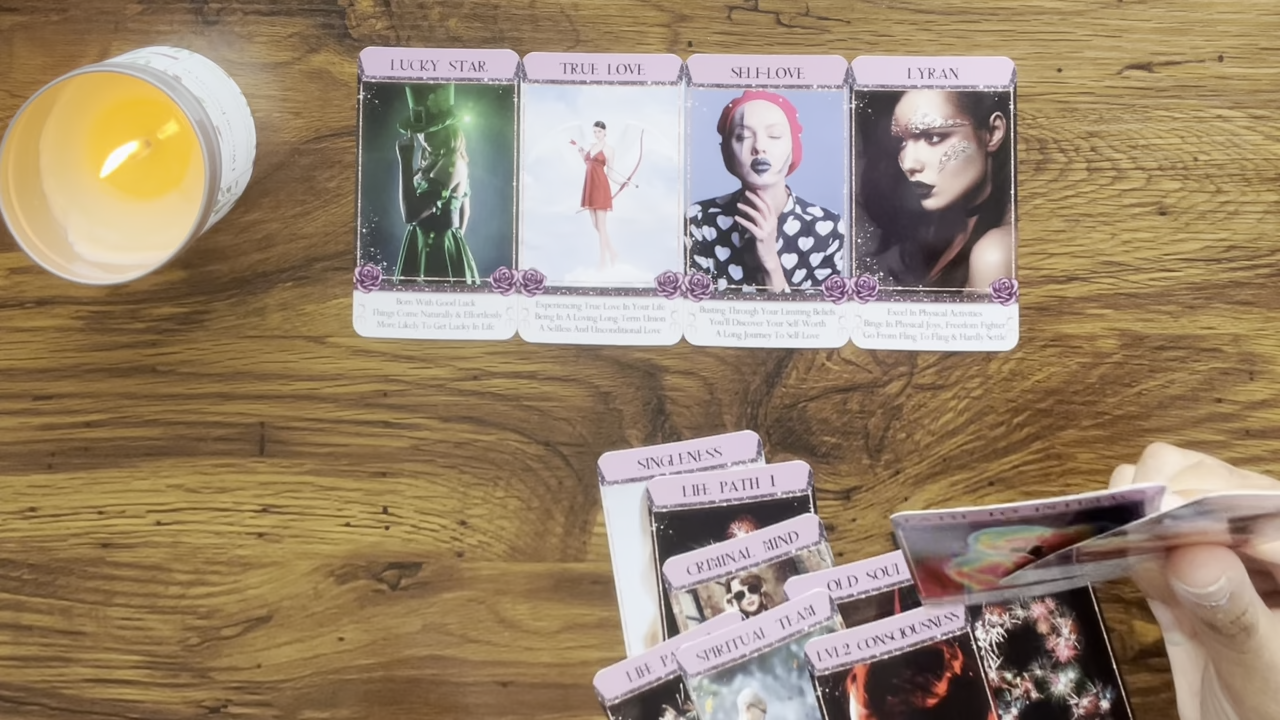 LUCKY STAR
Born With Good Luck
Things Come Naturally & Effortlessly
More Likely To Get Lucky In Life
TRUE LOVE
Experiencing True Love In Your Life
Being In A Loving Long-Term Union
A Selfless And Unconditional Love
SELF-LOVE
Busting Through Your Limiting Beliefs
You'll Discover Your Self-Worth
A Long Journey To Self-Love
LYRAN
Excel In Physical Activities
Binge In Physical Joys, Freedom Fighter
Go From Fling To Fling & Hardly Settle
SINGLENESS
LIFE PATH 1
CRIMINAL MIND
OLD SOUL
SPIRITUAL TEAM
LIFE PA
LVL2 CONSCIOUSNESS